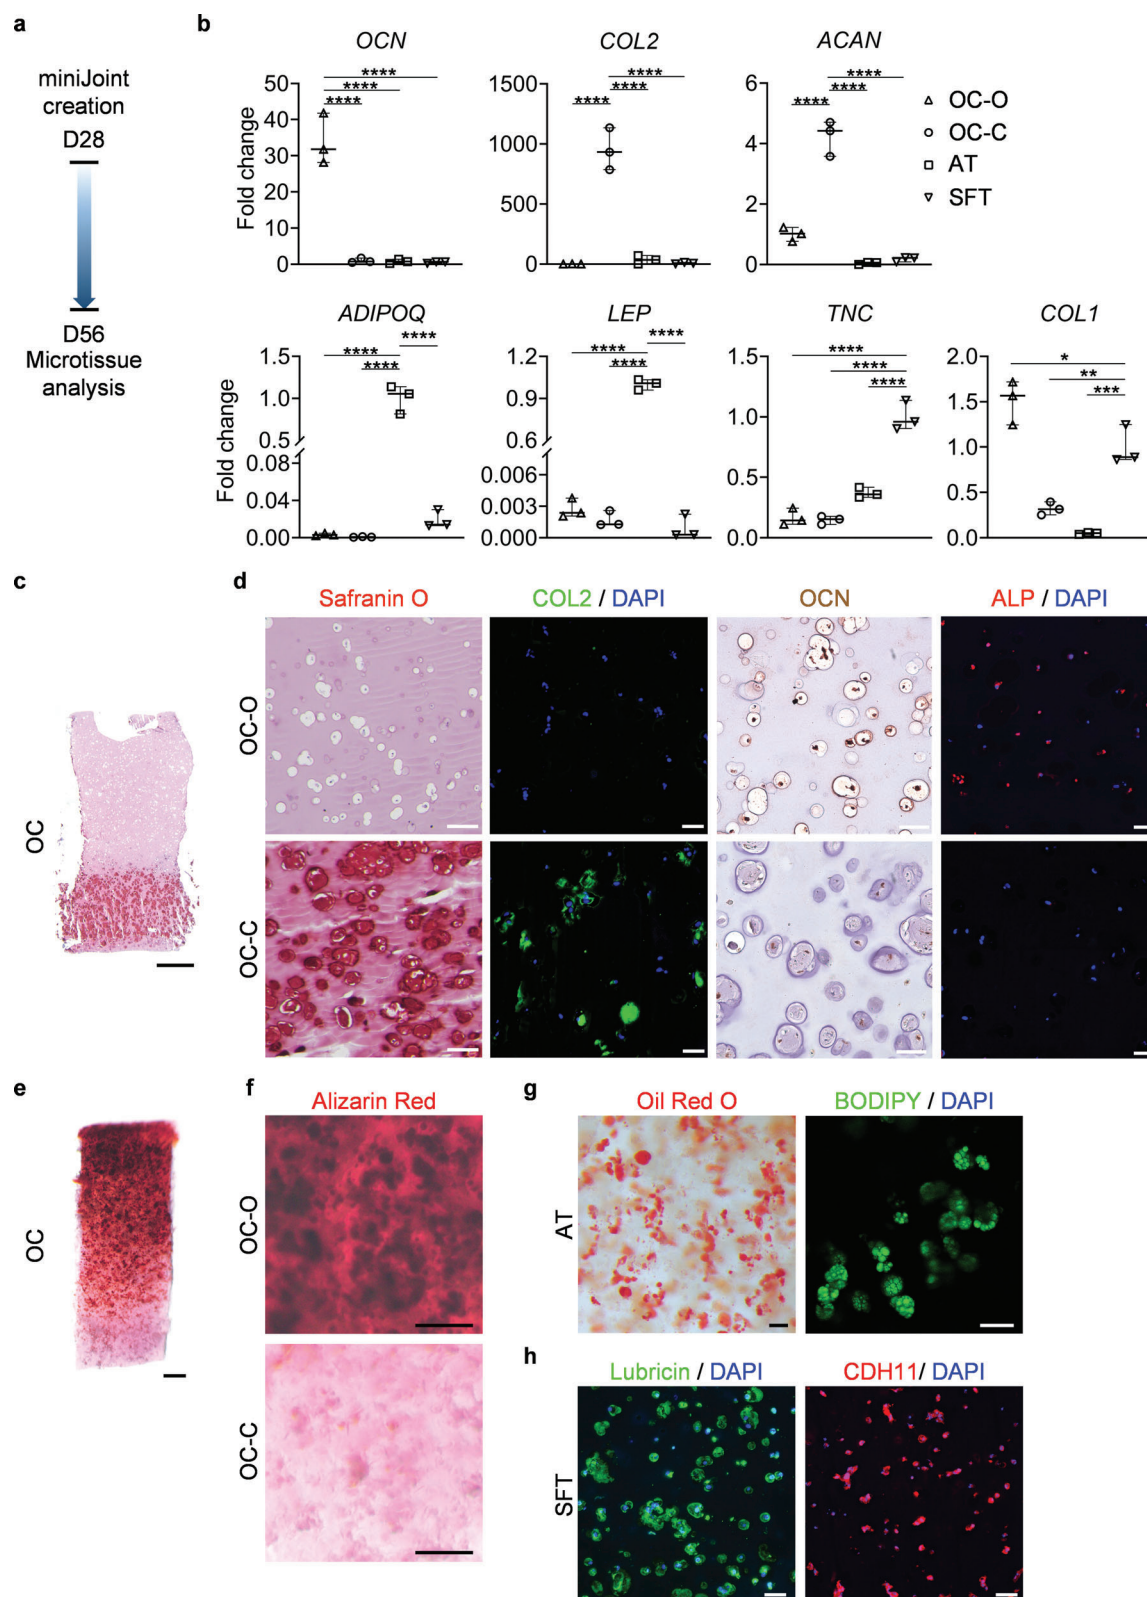 a
miniJoint
creation
D28
D56
Microtissue
analysis
b
OCN
COL2
ACAN
****
****
****
****
****
****
****
****
****
Fold change
50
40
30
20
10
0
1500
1000
500
0
6
4
2
0
OC-O
OC-C
AT
SFT
ADIPOQ
LEP
TNC
COL1
****
****
****
****
****
****
****
****
****
*
**
***
Fold change
1.5
1.0
0.5
0.08
0.04
0.00
1.2
0.9
0.6
0.006
0.003
0.000
1.5
1.0
0.5
0.0
2.0
1.5
1.0
0.5
0.0
c
OC
d
Safranin O
COL2 / DAPI
OCN
ALP / DAPI
OC-O
OC-C
e
OC
f
Alizarin Red
OC-O
OC-C
g
Oil Red O
BODIPY / DAPI
AT
h
Lubricin / DAPI
CDH11/ DAPI
SFT